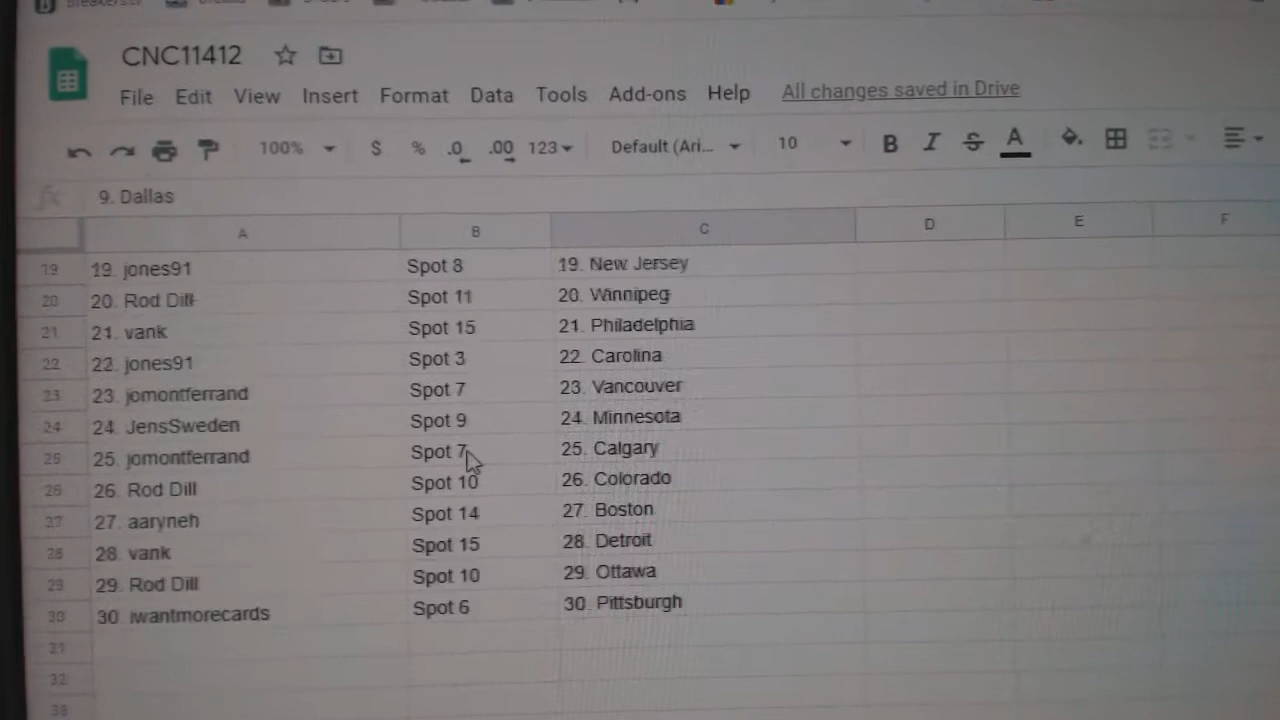 CNC11412
File Edit View Insert Format Data Tools Add-ons Help All changes saved in Drive
100% $ % .0 .00 123 Default (Ari... 10 B I S A
fx 9. Dallas
A B C D E F
19 19. jones91 Spot 8 19. New Jersey
20 20. Rod Dill Spot 11 20. Winnipeg
21 21. vank Spot 15 21. Philadelphia
22 22. jones91 Spot 3 22. Carolina
23 23. jomontferrand Spot 7 23. Vancouver
24 24. JensSweden Spot 9 24. Minnesota
25 25. jomontferrand Spot 7 25. Calgary
26 26. Rod Dill Spot 10 26. Colorado
27 27. aaryneh Spot 14 27. Boston
28 28. vank Spot 15 28. Detroit
29 29. Rod Dill Spot 10 29. Ottawa
30 30. iwantmorecards Spot 6 30. Pittsburgh
31
32
33